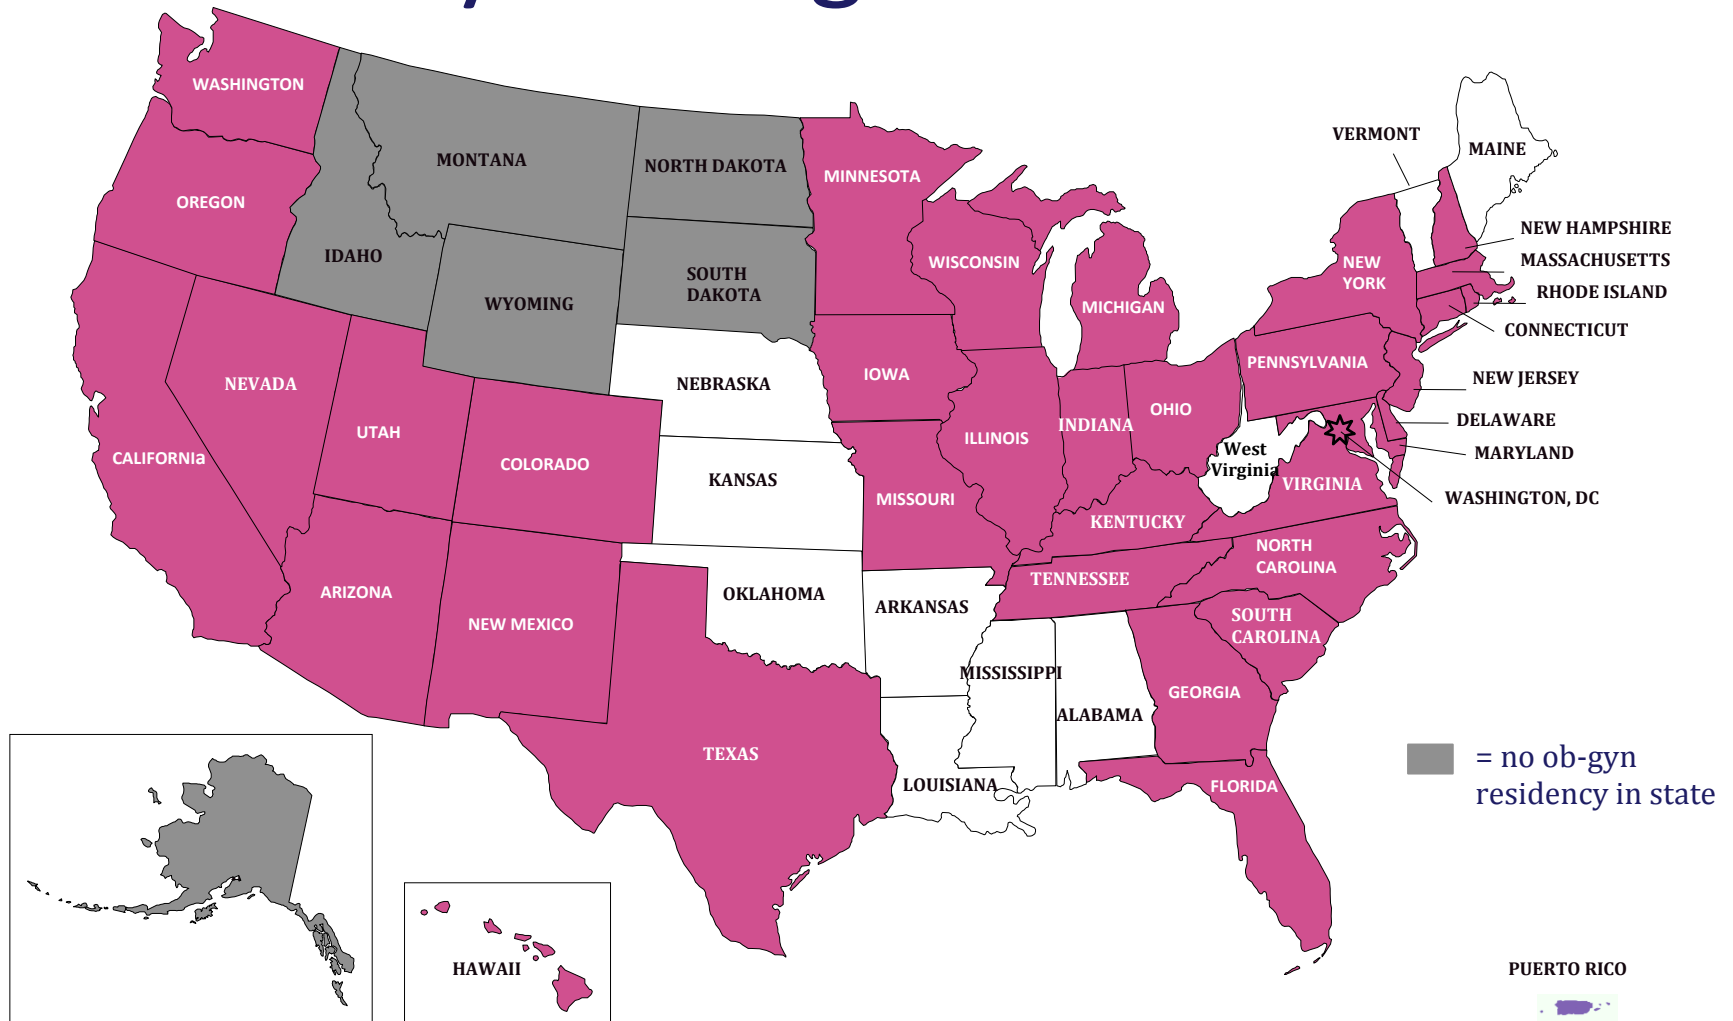 WASHINGTON
MONTANA
NORTH DAKOTA
MINNESOTA
VERMONT
MAINE
OREGON
IDAHO
WYOMING
SOUTH
DAKOTA
WISCONSIN
MICHIGAN
NEW
YORK
NEW HAMPSHIRE
MASSACHUSETTS
RHODE ISLAND
CONNECTICUT
NEVADA
UTAH
NEBRASKA
IOWA
PENNSYLVANIA
NEW JERSEY
CALIFORNIa
COLORADO
KANSAS
MISSOURI
ILLINOIS
INDIANA
OHIO
West
Virginia
VIRGINIA
DELAWARE
MARYLAND
WASHINGTON, DC
KENTUCKY
ARIZONA
NEW MEXICO
OKLAHOMA
ARKANSAS
TENNESSEE
NORTH
CAROLINA
SOUTH
CAROLINA
MISSISSIPPI
ALABAMA
GEORGIA
TEXAS
LOUISIANA
FLORIDA
= no ob-gyn
residency in state
HAWAII
PUERTO RICO